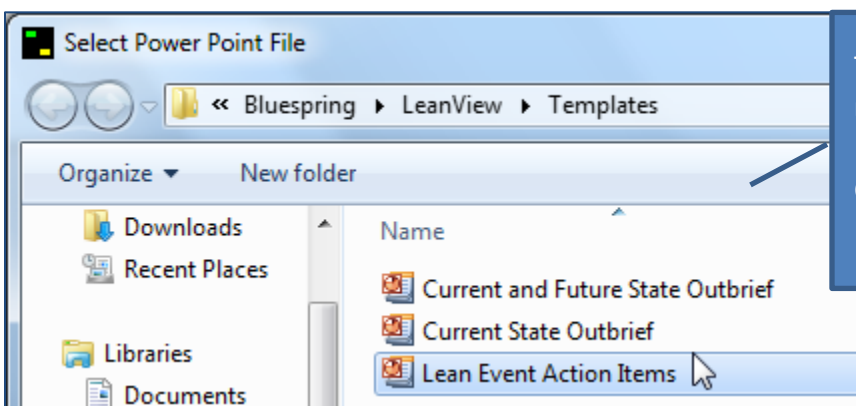 Select Power Point File
« Bluespring ▸ LeanView ▸ Templates
Organize ▾ New folder
Downloads
Recent Places
Libraries
Documents
Name
Current and Future State Outbrief
Current State Outbrief
Lean Event Action Items